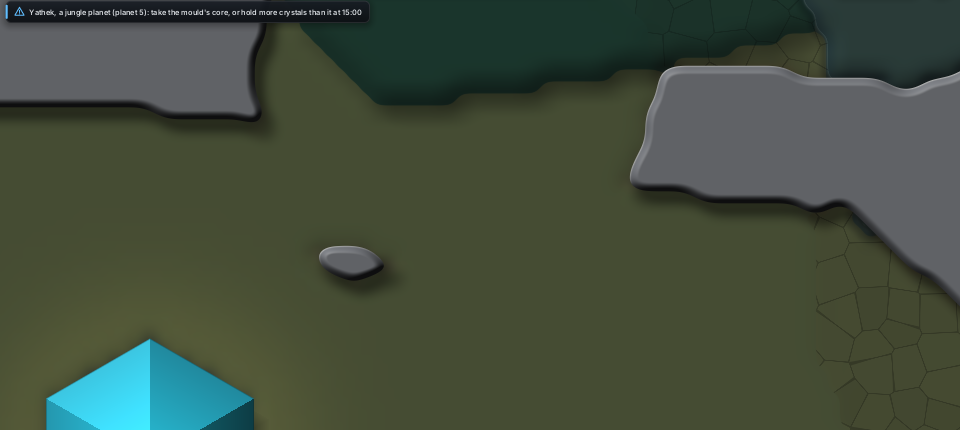 Yathek, a jungle planet (planet 5): take the mould's core, or hold more crystals than it at 15:00